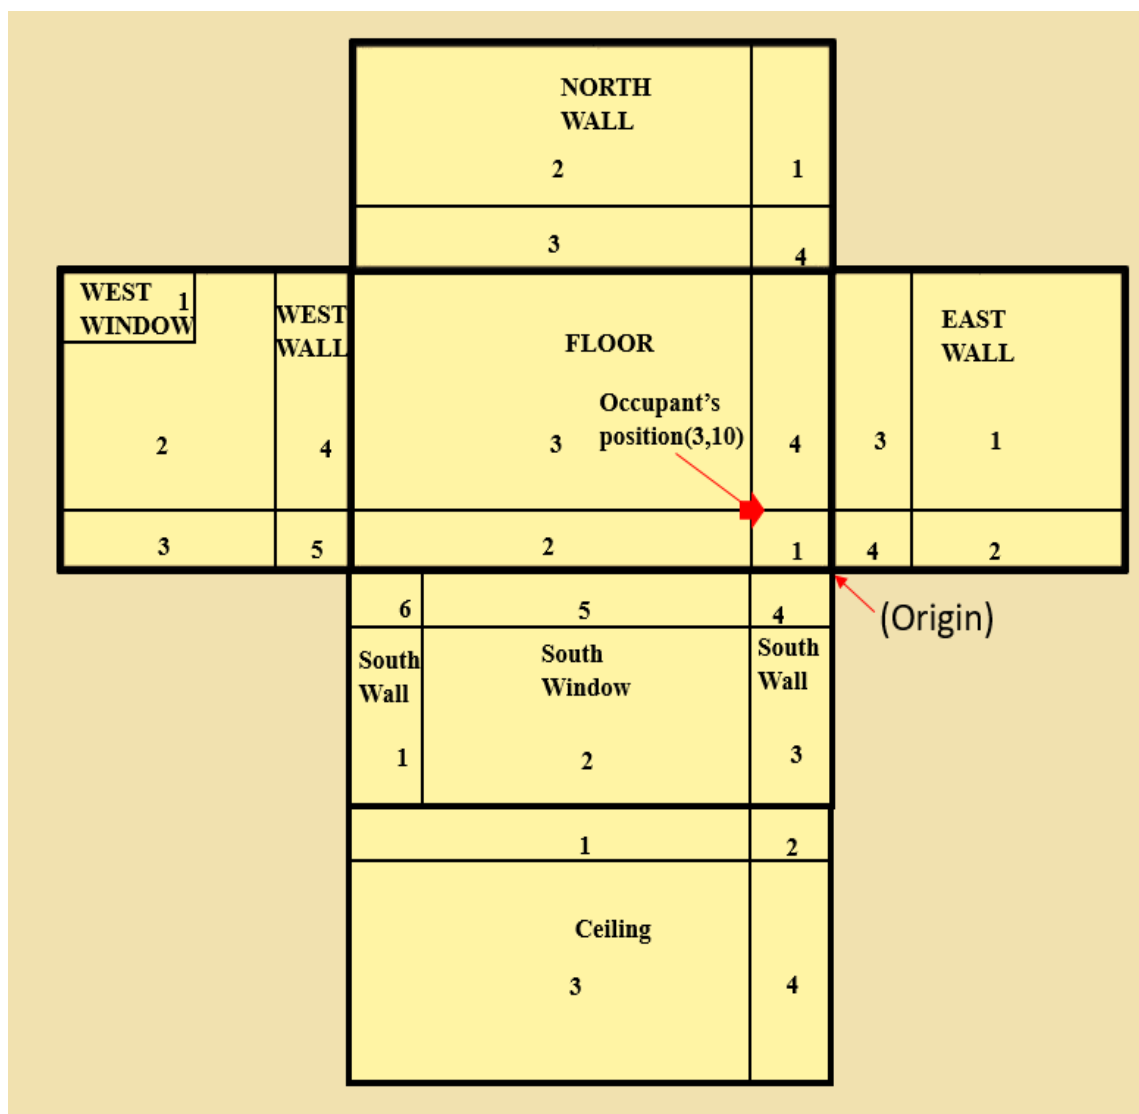 NORTH
WALL
2 1
3
4
WEST 1
WINDOW
WEST
WALL
2 4
3 5
FLOOR
Occupant's
position(3,10)
3 4
2 1
EAST
WALL
3 1
4 2
(Origin)
6 5 4
South
Wall
1
South
Window
2
South
Wall
3
1 2
Ceiling
3 4